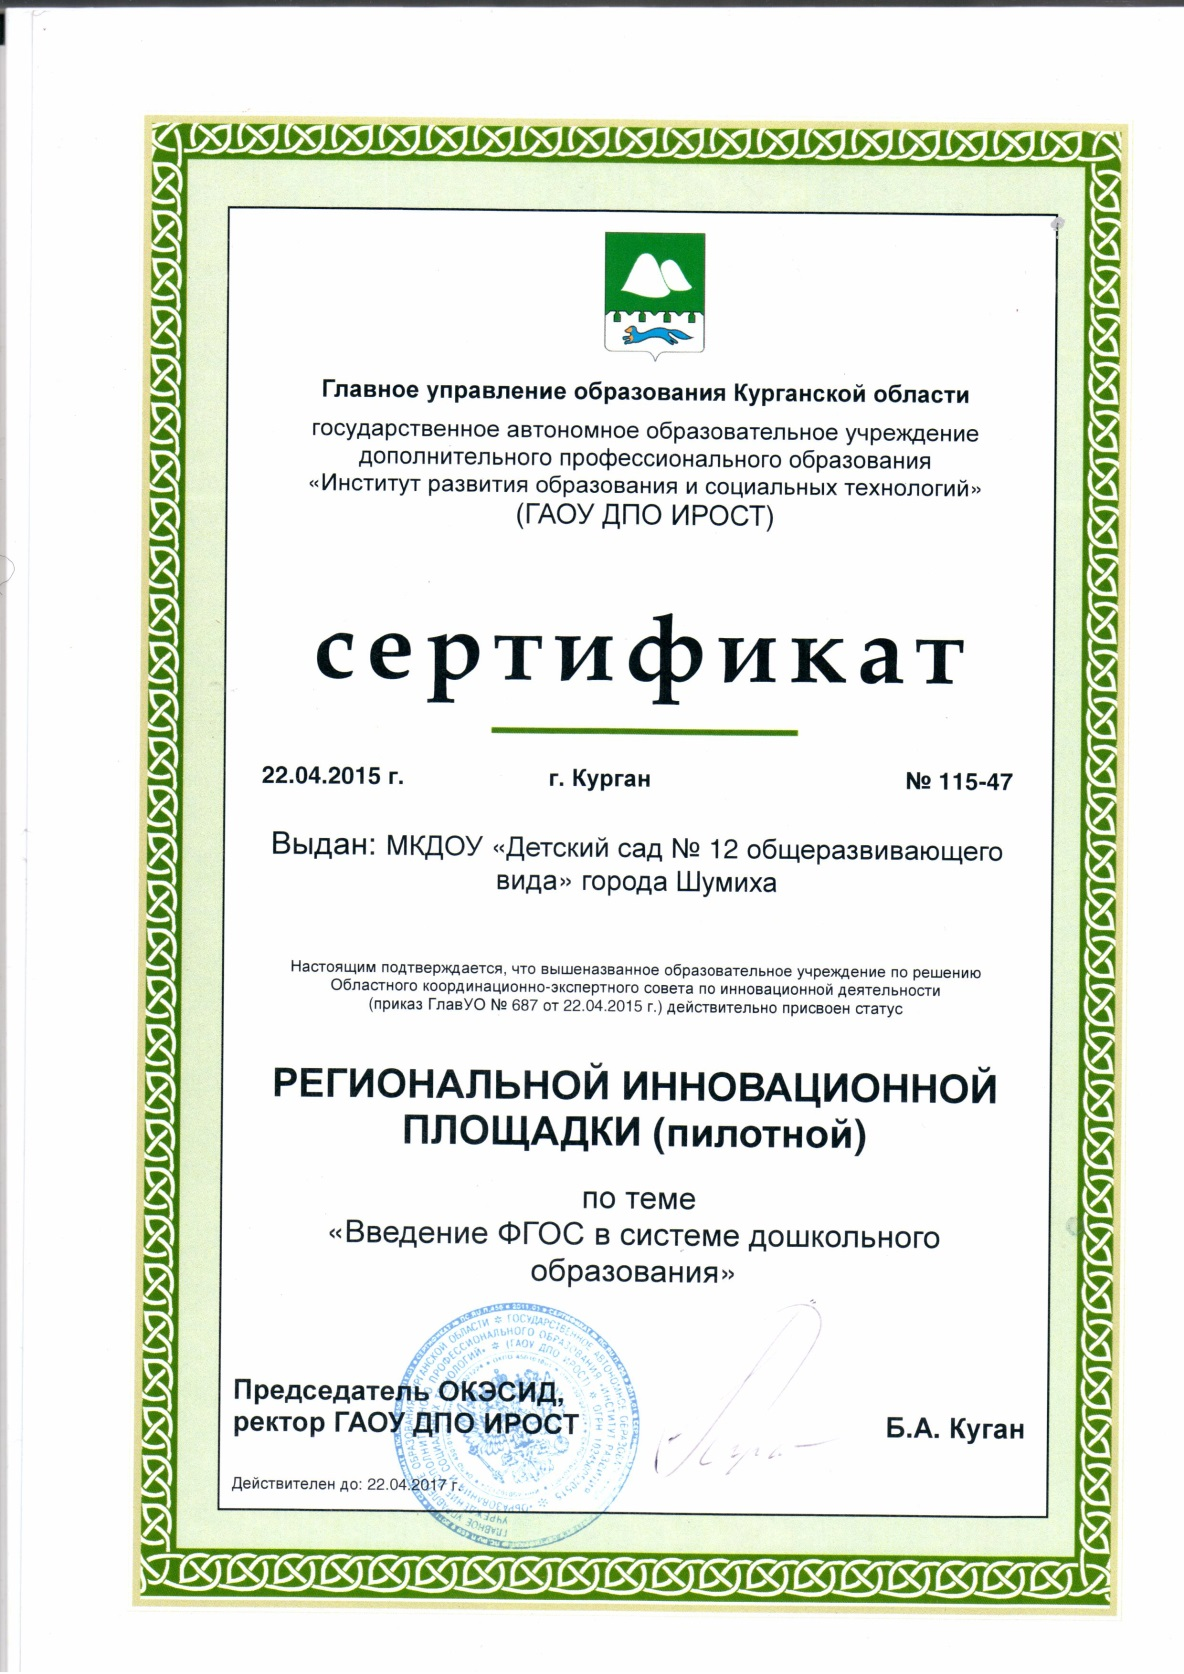 Главное управление образования Курганской области
государственное автономное образовательное учреждение
дополнительного профессионального образования
«Институт развития образования и социальных технологий»
(ГАОУ ДПО ИРОСТ)
сертификат
22.04.2015 г. г. Курган № 115-47
Выдан: МКДОУ «Детский сад № 12 общеразвивающего
вида» города Шумиха
Настоящим подтверждается, что вышеназванное образовательное учреждение по решению
Областного координационно-экспертного совета по инновационной деятельности
(приказ ГлавУО № 687 от 22.04.2015 г.) действительно присвоен статус
РЕГИОНАЛЬНОЙ ИННОВАЦИОННОЙ
ПЛОЩАДКИ (пилотной)
по теме
«Введение ФГОС в системе дошкольного
образования»
Председатель ОКЭСИД,
ректор ГАОУ ДПО ИРОСТ
Б.А. Куган
Действителен до: 22.04.2017 г.